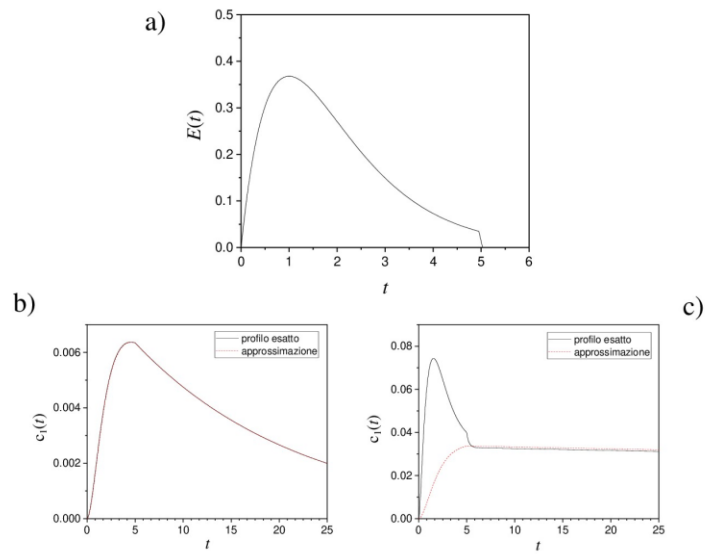 a)
0.5
0.4
0.3
0.2
0.1
0.0
E(t)
0 1 2 3 4 5 6
t
b)
0.006
0.004
0.002
0.000
c₁(t)
profilo esatto
approssimazione
0 5 10 15 20 25
t
c)
0.08
0.06
0.04
0.02
0.00
c₁(t)
profilo esatto
approssimazione
0 5 10 15 20 25
t